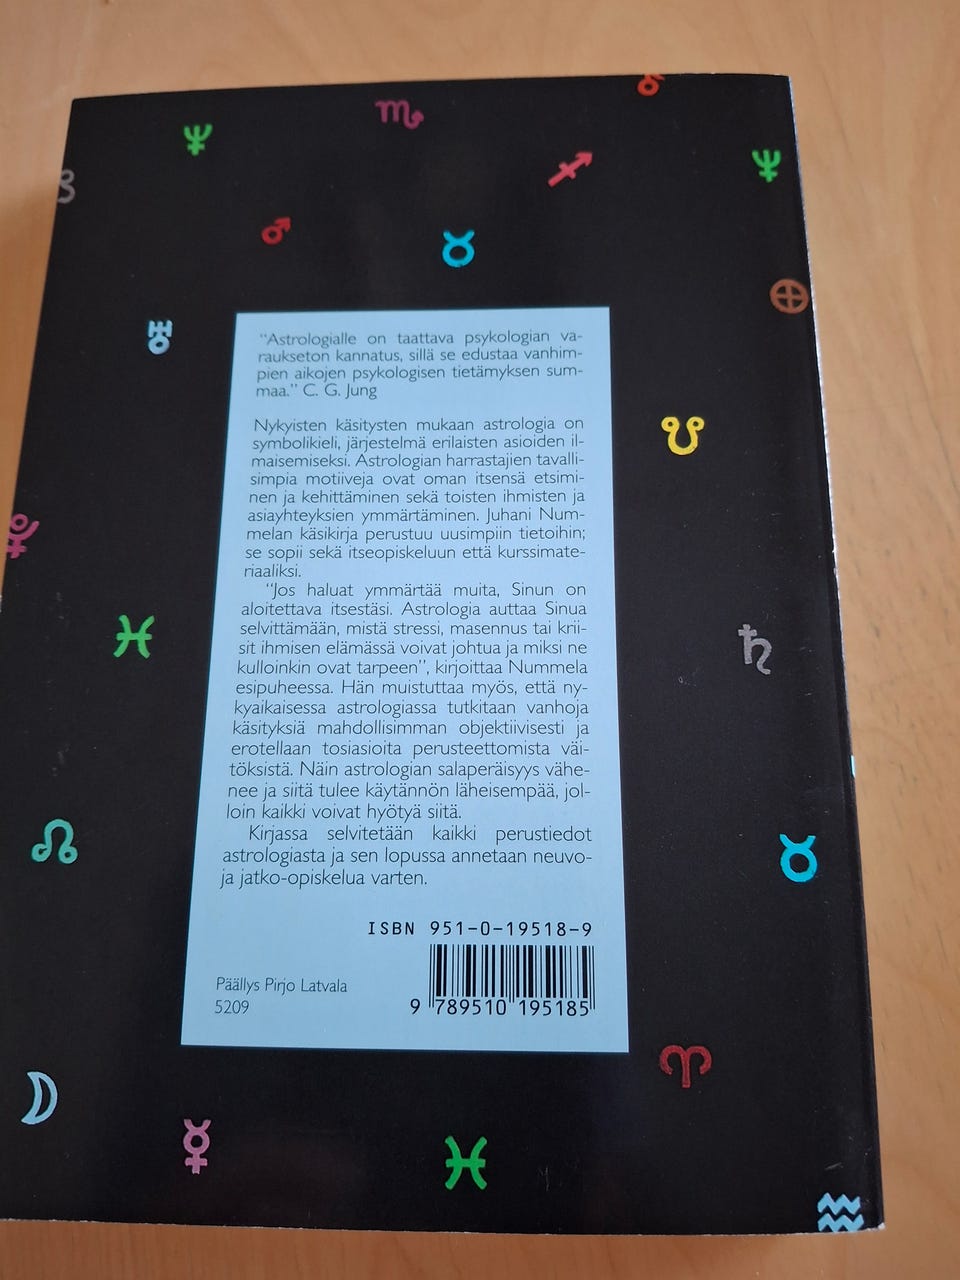 "Astrologialle on taattava psykologian va-
raukseton kannatus, sillä se edustaa vanhim-
pien aikojen psykologisen tietämyksen sum-
maa." C. G. Jung
Nykyisten käsitysten mukaan astrologia on
symbolikieli, järjestelmä erilaisten asioiden il-
maisemiseksi. Astrologian harrastajien tavalli-
simpia motiiveja ovat oman itsensä etsimi-
nen ja kehittäminen sekä toisten ihmisten ja
asiayhteyksien ymmärtäminen. Juhani Num-
melan käsikirja perustuu uusimpiin tietoihin;
se sopii sekä itseopiskeluun että kurssimate-
riaaliksi.
"Jos haluat ymmärtää muita, Sinun on
aloitettava itsestäsi. Astrologia auttaa Sinua
selvittämään, mistä stressi, masennus tai krii-
sit ihmisen elämässä voivat johtua ja miksi ne
kulloinkin ovat tarpeen", kirjoittaa Nummela
esipuheessa. Hän muistuttaa myös, että ny-
kyaikaisessa astrologiassa tutkitaan vanhoja
käsityksiä mahdollisimman objektiivisesti ja
erotellaan tosiasioita perusteettomista väi-
töksistä. Näin astrologian salaperäisyys vähe-
nee ja siitä tulee käytännön läheisempää, jol-
loin kaikki voivat hyötyä siitä.
Kirjassa selvitetään kaikki perustiedot
astrologiasta ja sen lopussa annetaan neuvo-
ja jatko-opiskelua varten.
ISBN 951-0-19518-9
Päällys Pirjo Latvala
5209
9 789510 195185